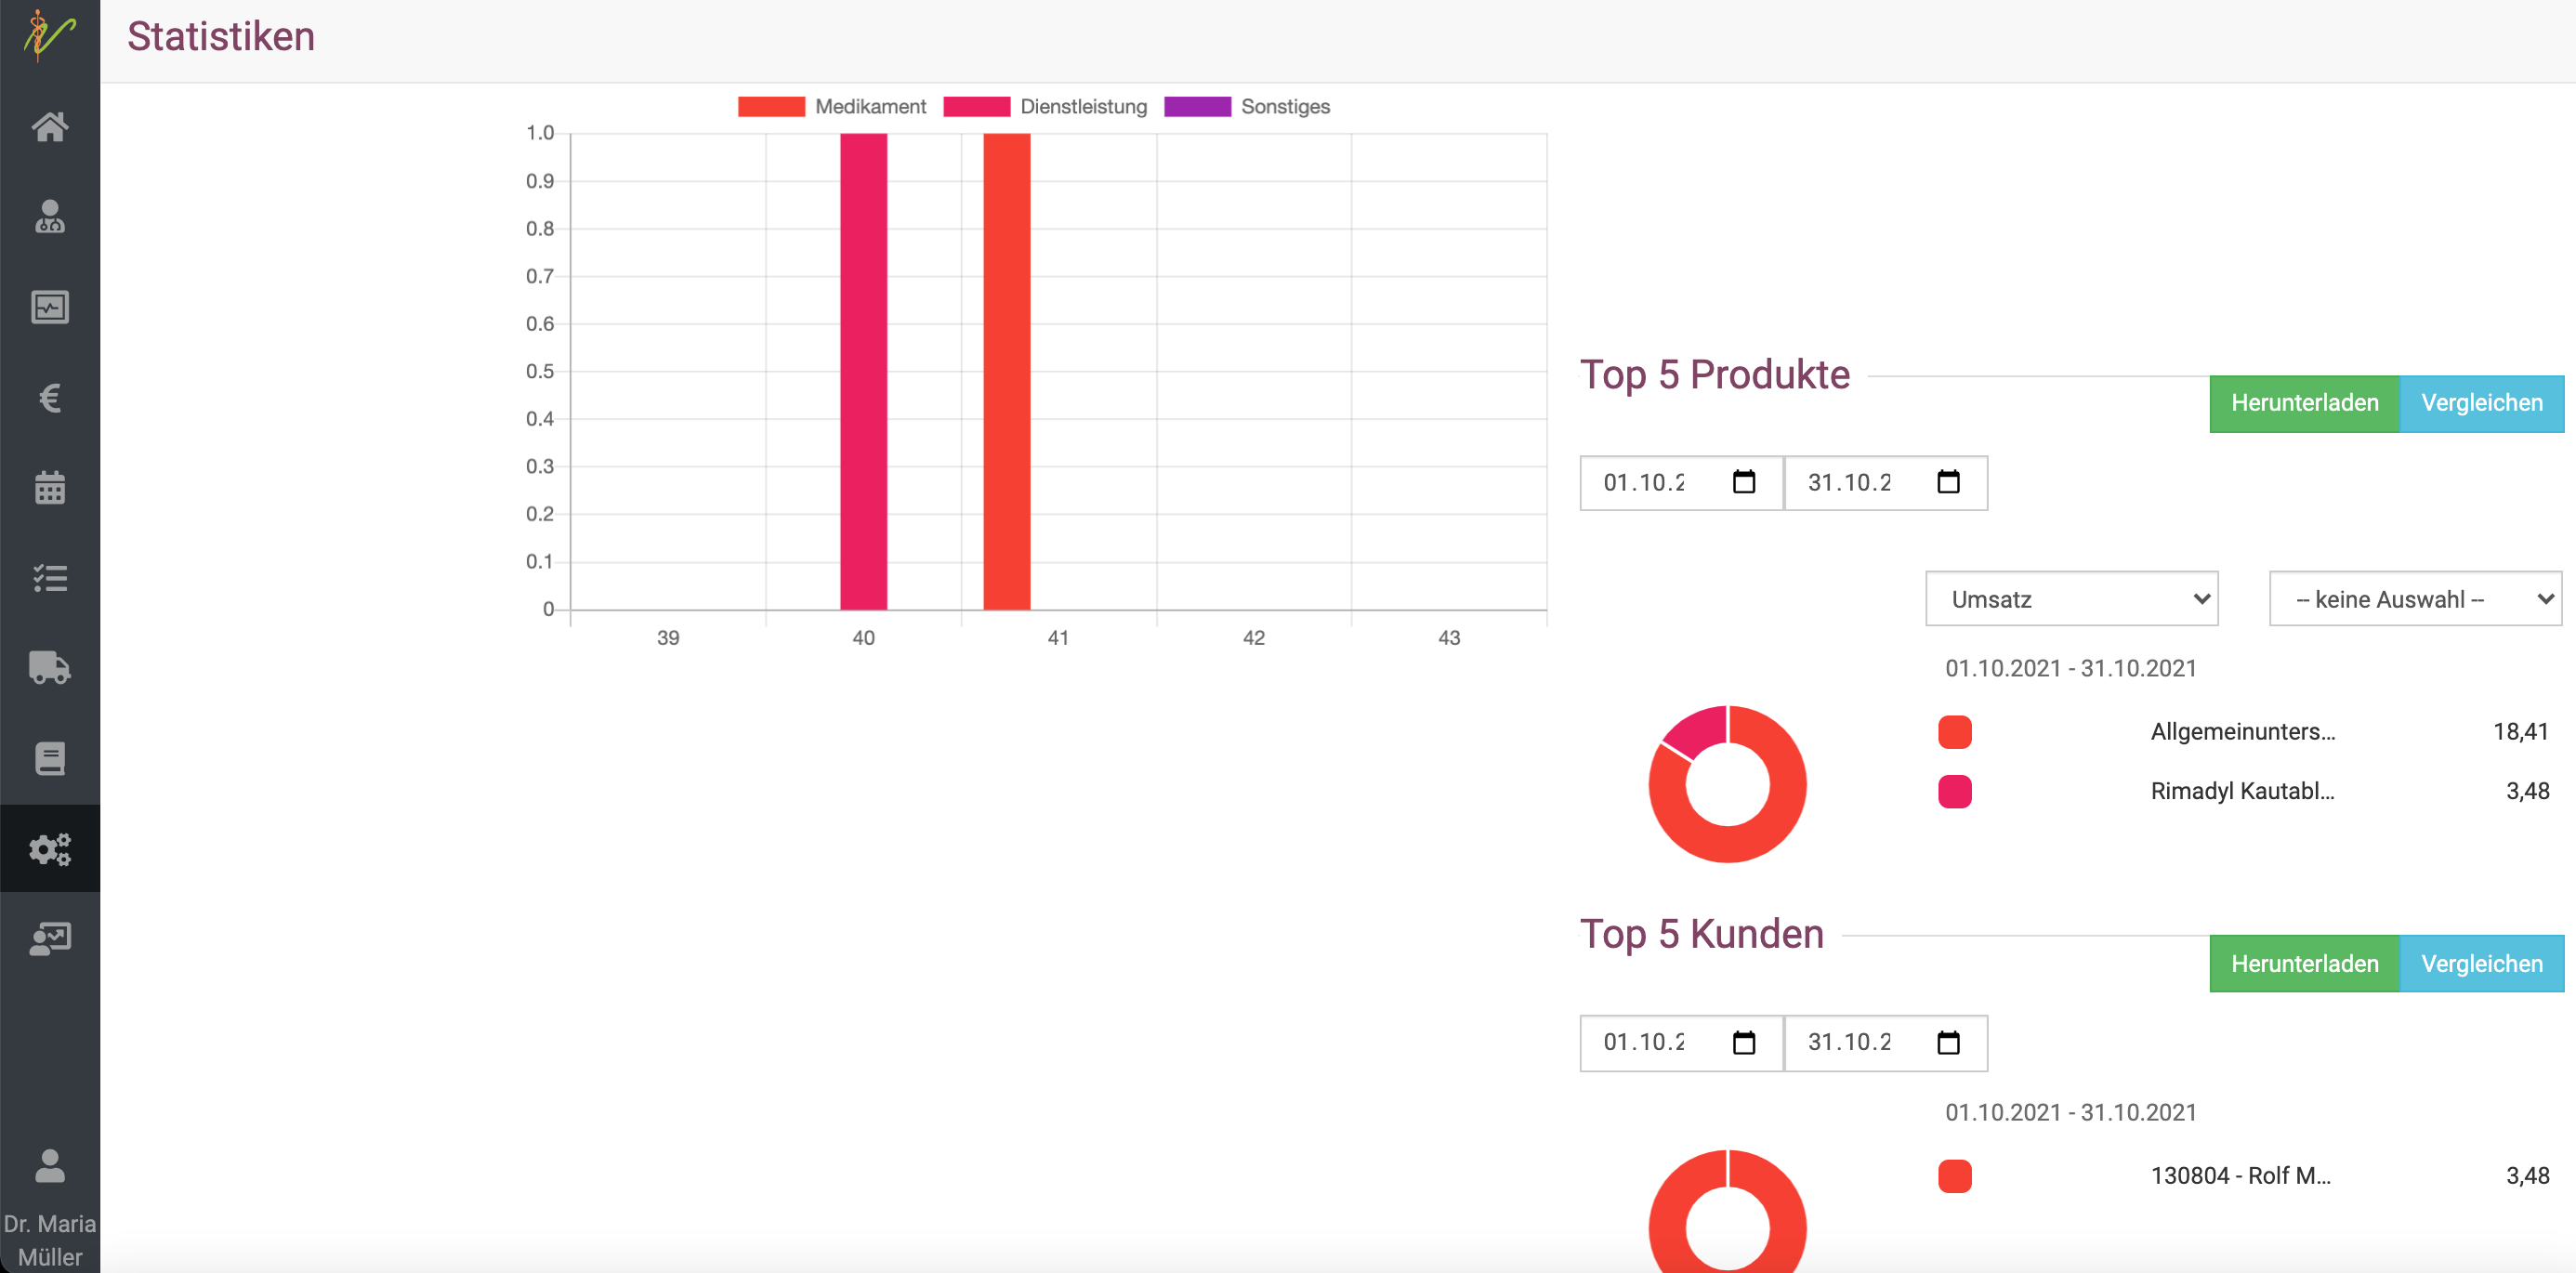 Statistiken
Medikament Dienstleistung Sonstiges
1.0
0.9
0.8
0.7
0.6
0.5
0.4
0.3
0.2
0.1
0
39 40 41 42 43
Top 5 Produkte
Herunterladen Vergleichen
01.10.2 31.10.2
Umsatz -- keine Auswahl --
01.10.2021 - 31.10.2021
Allgemeinunters... 18,41
Rimadyl Kautabl... 3,48
Top 5 Kunden
Herunterladen Vergleichen
01.10.2 31.10.2
01.10.2021 - 31.10.2021
130804 - Rolf M... 3,48
Dr. Maria
Müller